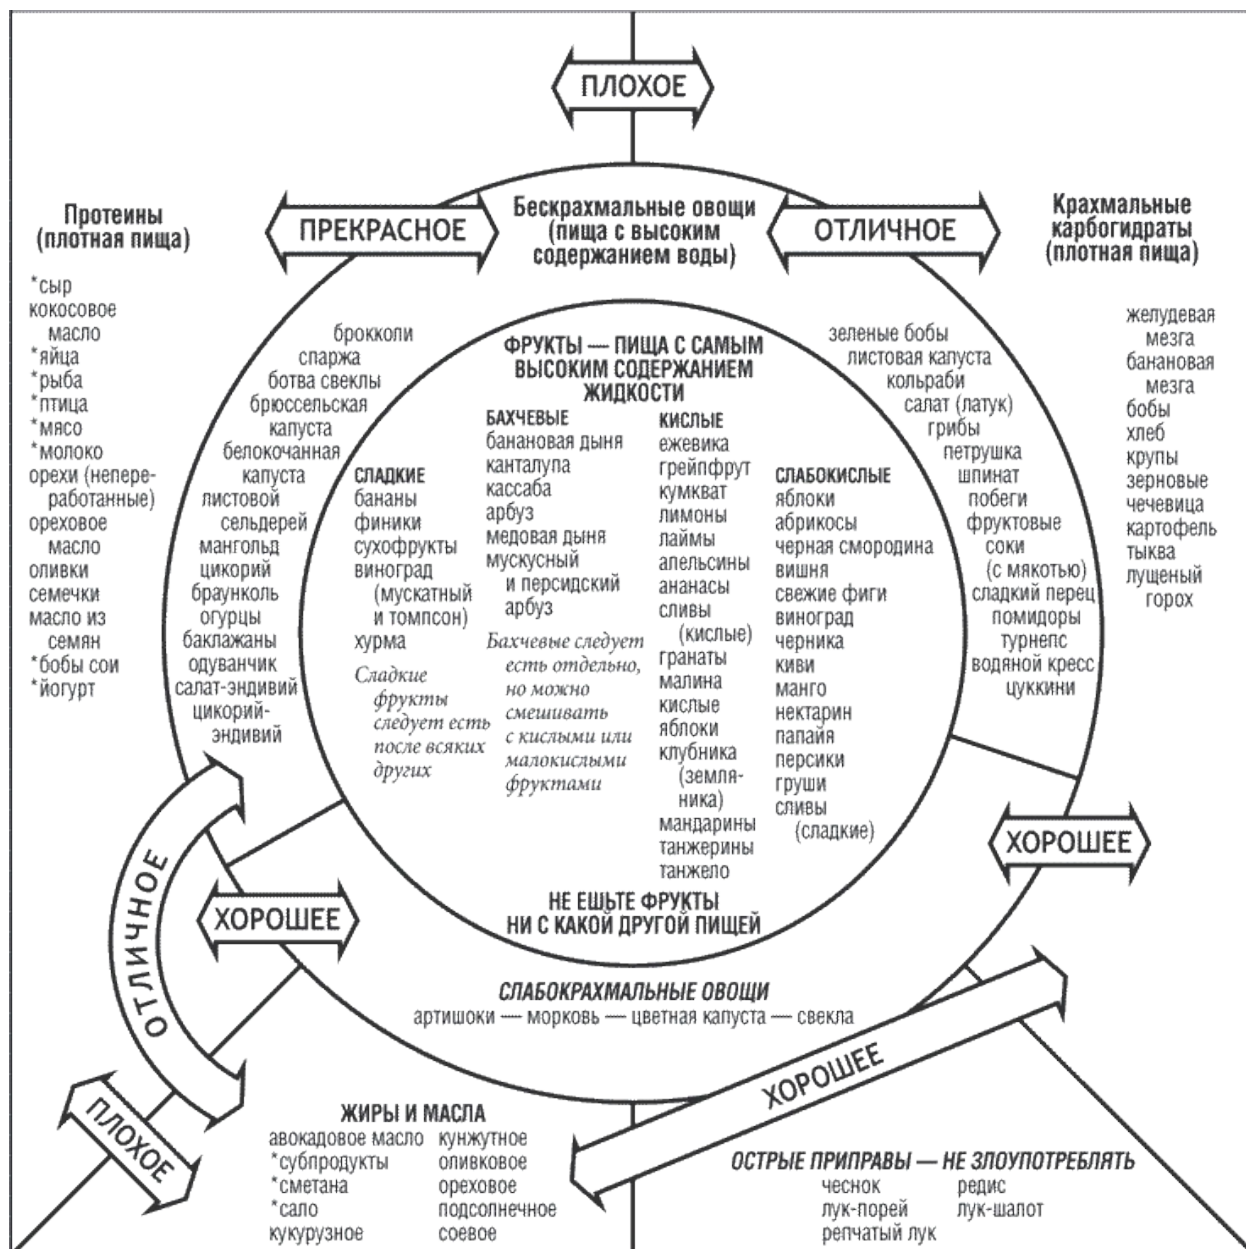 ПЛОХОЕ
Протеины
(плотная пища)
ПРЕКРАСНОЕ
Бескрахмальные овощи
(пища с высоким
содержанием воды)
ОТЛИЧНОЕ
Крахмальные
карбогидраты
(плотная пища)
*сыр
кокосовое
масло
*яйца
*рыба
*птица
*мясо
*молоко
орехи (непере-
работанные)
ореховое
масло
оливки
семечки
масло из
семян
*бобы сои
*йогурт
брокколи
спаржа
ботва свеклы
брюссельская
капуста
белокочанная
капуста
листовой
сельдерей
мангольд
цикорий
браунколь
огурцы
баклажаны
одуванчик
салат-эндивий
цикорий-
эндивий
ФРУКТЫ — ПИЩА С САМЫМ
ВЫСОКИМ СОДЕРЖАНИЕМ
ЖИДКОСТИ
СЛАДКИЕ
бананы
финики
сухофрукты
виноград
(мускатный
и томпсон)
хурма
Сладкие
фрукты
следует есть
после всяких
других
БАХЧЕВЫЕ
банановая дыня
канталупа
кассаба
арбуз
медовая дыня
мускусный
и персидский
арбуз
Бахчевые следует
есть отдельно,
но можно
смешивать
с кислыми или
малокислыми
фруктами
КИСЛЫЕ
ежевика
грейпфрут
кумкват
лимоны
лаймы
апельсины
ананасы
сливы
(кислые)
гранаты
малина
кислые
яблоки
клубника
(земля-
ника)
мандарины
танжерины
танжело
СЛАБОКИСЛЫЕ
яблоки
абрикосы
черная смородина
вишня
свежие фиги
виноград
черника
киви
манго
нектарин
папайя
персики
груши
сливы
(сладкие)
НЕ ЕШЬТЕ ФРУКТЫ
НИ С КАКОЙ ДРУГОЙ ПИЩЕЙ
зеленые бобы
листовая капуста
кольраби
салат (латук)
грибы
петрушка
шпинат
побеги
фруктовые
соки
(с мякотью)
сладкий перец
помидоры
турнепс
водяной кресс
цуккини
желудевая
мезга
банановая
мезга
бобы
хлеб
крупы
зерновые
чечевица
картофель
тыква
лущеный
горох
ХОРОШЕЕ
ОТЛИЧНОЕ
ХОРОШЕЕ
СЛАБОКРАХМАЛЬНЫЕ ОВОЩИ
артишоки — морковь — цветная капуста — свекла
ХОРОШЕЕ
ПЛОХОЕ
ЖИРЫ И МАСЛА
авокадовое масло
*субпродукты
*сметана
*сало
кукурузное
кунжутное
оливковое
ореховое
подсолнечное
соевое
ОСТРЫЕ ПРИПРАВЫ — НЕ ЗЛОУПОТРЕБЛЯТЬ
чеснок
лук-порей
репчатый лук
редис
лук-шалот